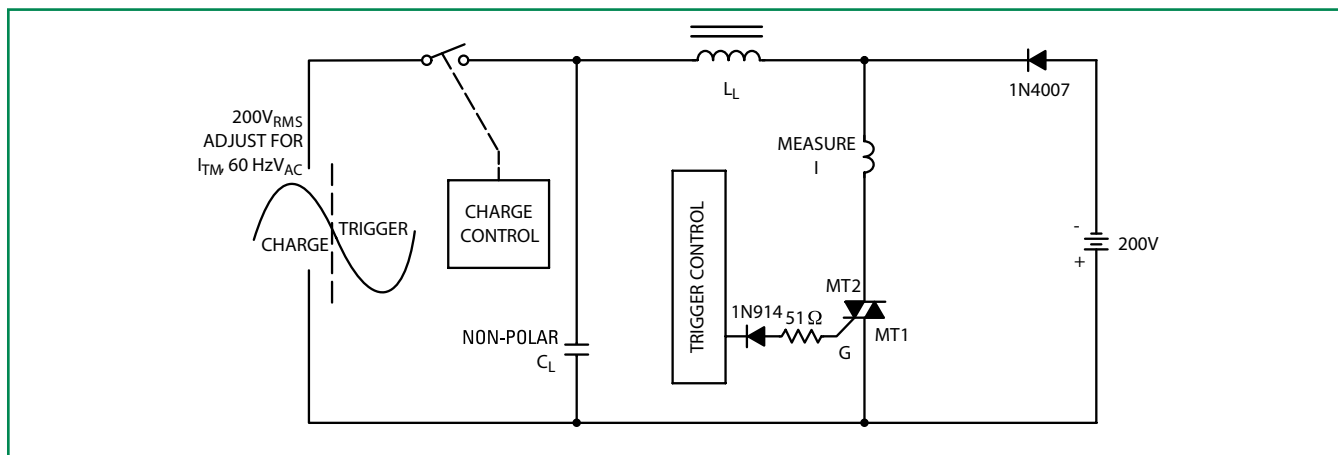 200V_RMS
ADJUST FOR
I_TM, 60 HzV_AC
CHARGE
TRIGGER
CHARGE
CONTROL
NON-POLAR
C_L
L_L
MEASURE
I
TRIGGER CONTROL
1N914
51 Ω
G
MT2
MT1
1N4007
-
+
200V